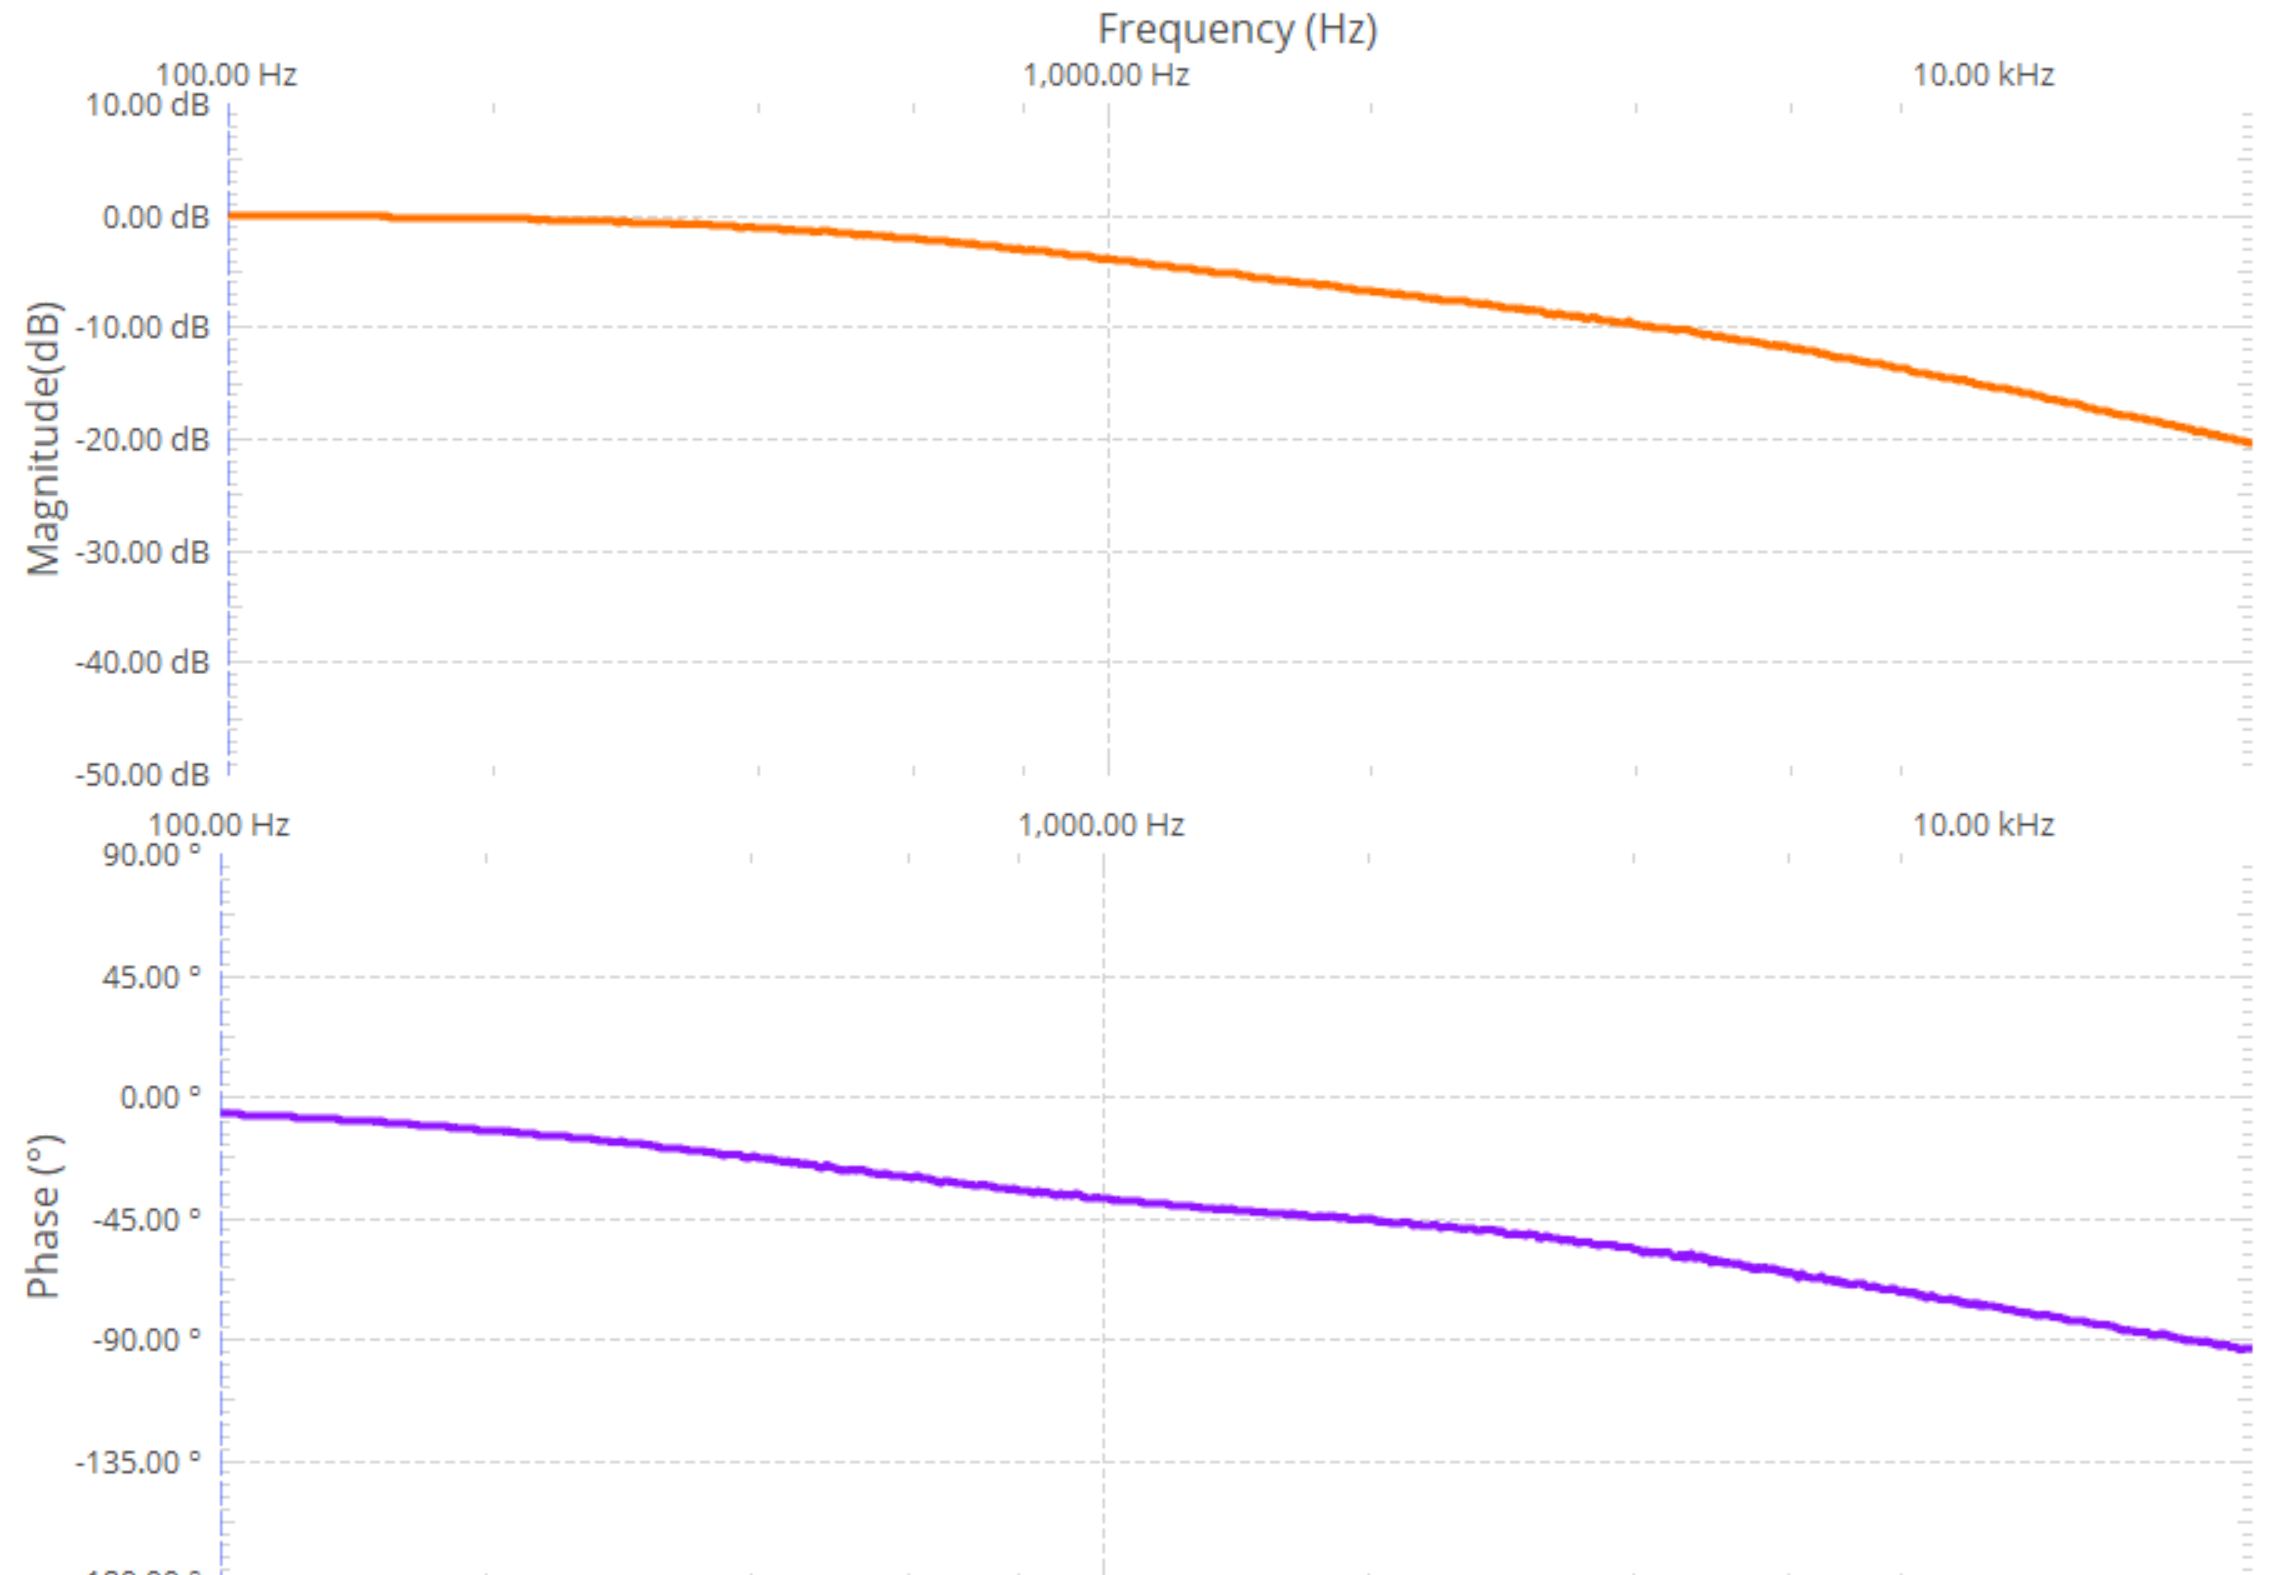 Frequency (Hz)
100.00 Hz 1,000.00 Hz 10.00 kHz
10.00 dB
0.00 dB
-10.00 dB
-20.00 dB
-30.00 dB
-40.00 dB
-50.00 dB
Magnitude(dB)
100.00 Hz 1,000.00 Hz 10.00 kHz
90.00 °
45.00 °
0.00 °
-45.00 °
-90.00 °
-135.00 °
Phase (°)